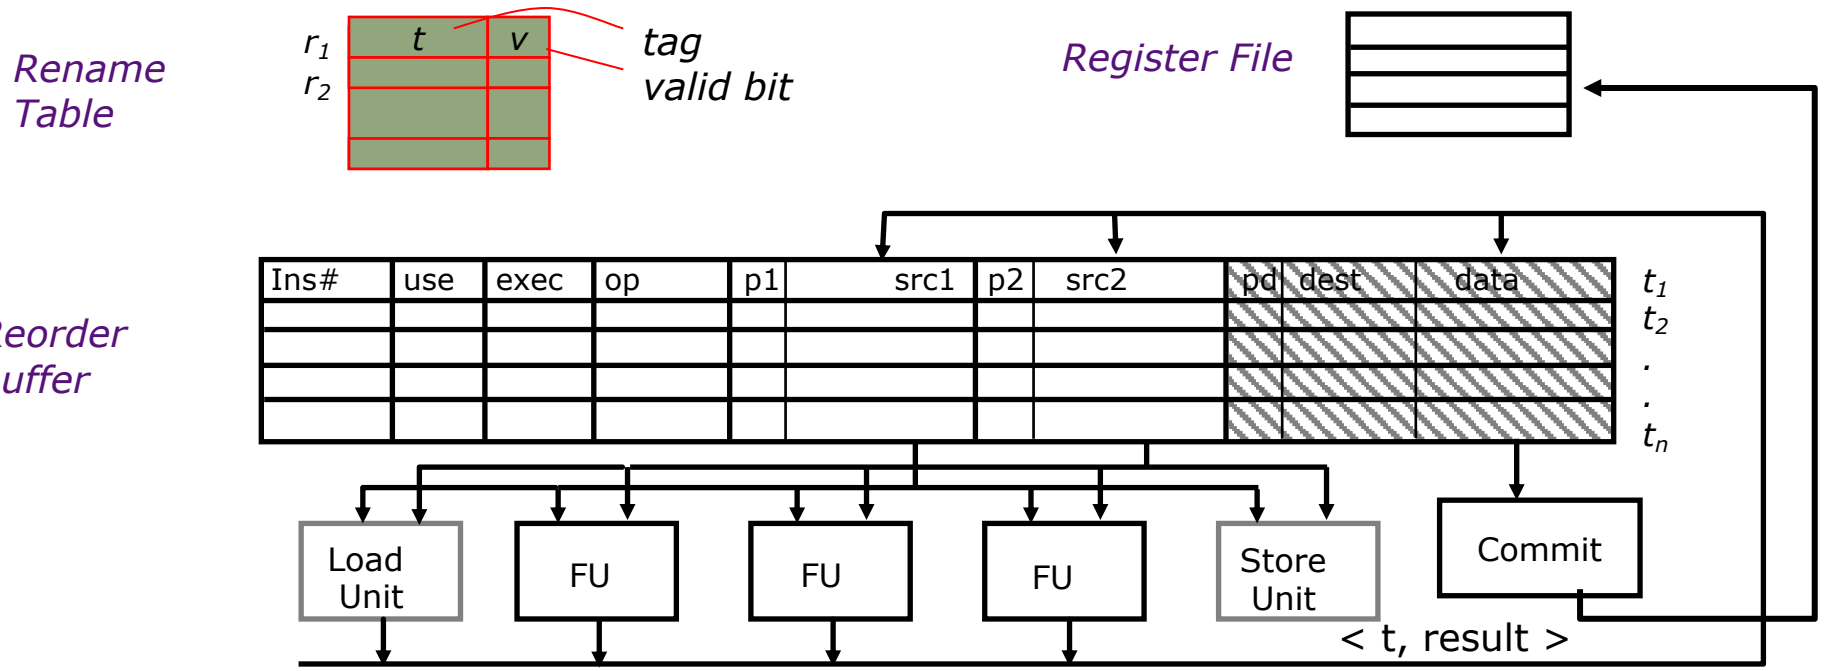 Rename
Table
r1
r2
t
v
tag
valid bit
Register File
eorder
uffer
Ins#
use
exec
op
p1
src1
p2
src2
pd
dest
data
t1
t2
.
.
tn
Load
Unit
FU
FU
FU
Store
Unit
Commit
< t, result >